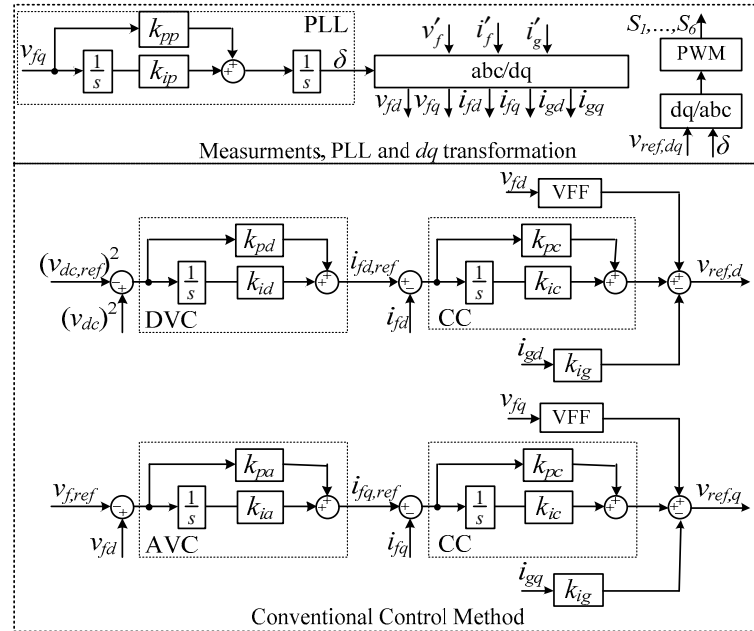 PLL
k_pp
v_fq
1/s
k_ip
+
+
1/s
δ
v'_f
i'_f
i'_g
abc/dq
v_fd
v_fq
i_fd
i_fq
i_gd
i_gq
S_1,...,S_6
PWM
dq/abc
v_ref,dq
δ
Measurments, PLL and dq transformation
v_fd
VFF
(v_dc,ref)^2
−
+
(v_dc)^2
k_pd
1/s
k_id
+
+
DVC
i_fd,ref
+
−
i_fd
k_pc
1/s
k_ic
+
+
CC
+
+
−
v_ref,d
i_gd
k_ig
v_fq
VFF
v_f,ref
−
+
v_fd
k_pa
1/s
k_ia
+
+
AVC
i_fq,ref
+
−
i_fq
k_pc
1/s
k_ic
+
+
CC
+
+
−
v_ref,q
i_gq
k_ig
Conventional Control Method